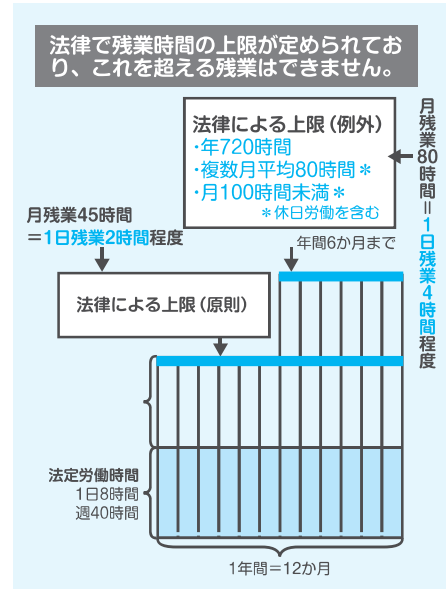 法律で残業時間の上限が定められてお
り、これを超える残業はできません。
法律による上限（例外）
・年720時間
・複数月平均80時間＊
・月100時間未満＊
＊休日労働を含む
月残業80時間＝1日残業4時間程度
月残業45時間
＝1日残業2時間程度
年間6か月まで
法律による上限（原則）
法定労働時間
1日8時間
週40時間
1年間＝12か月